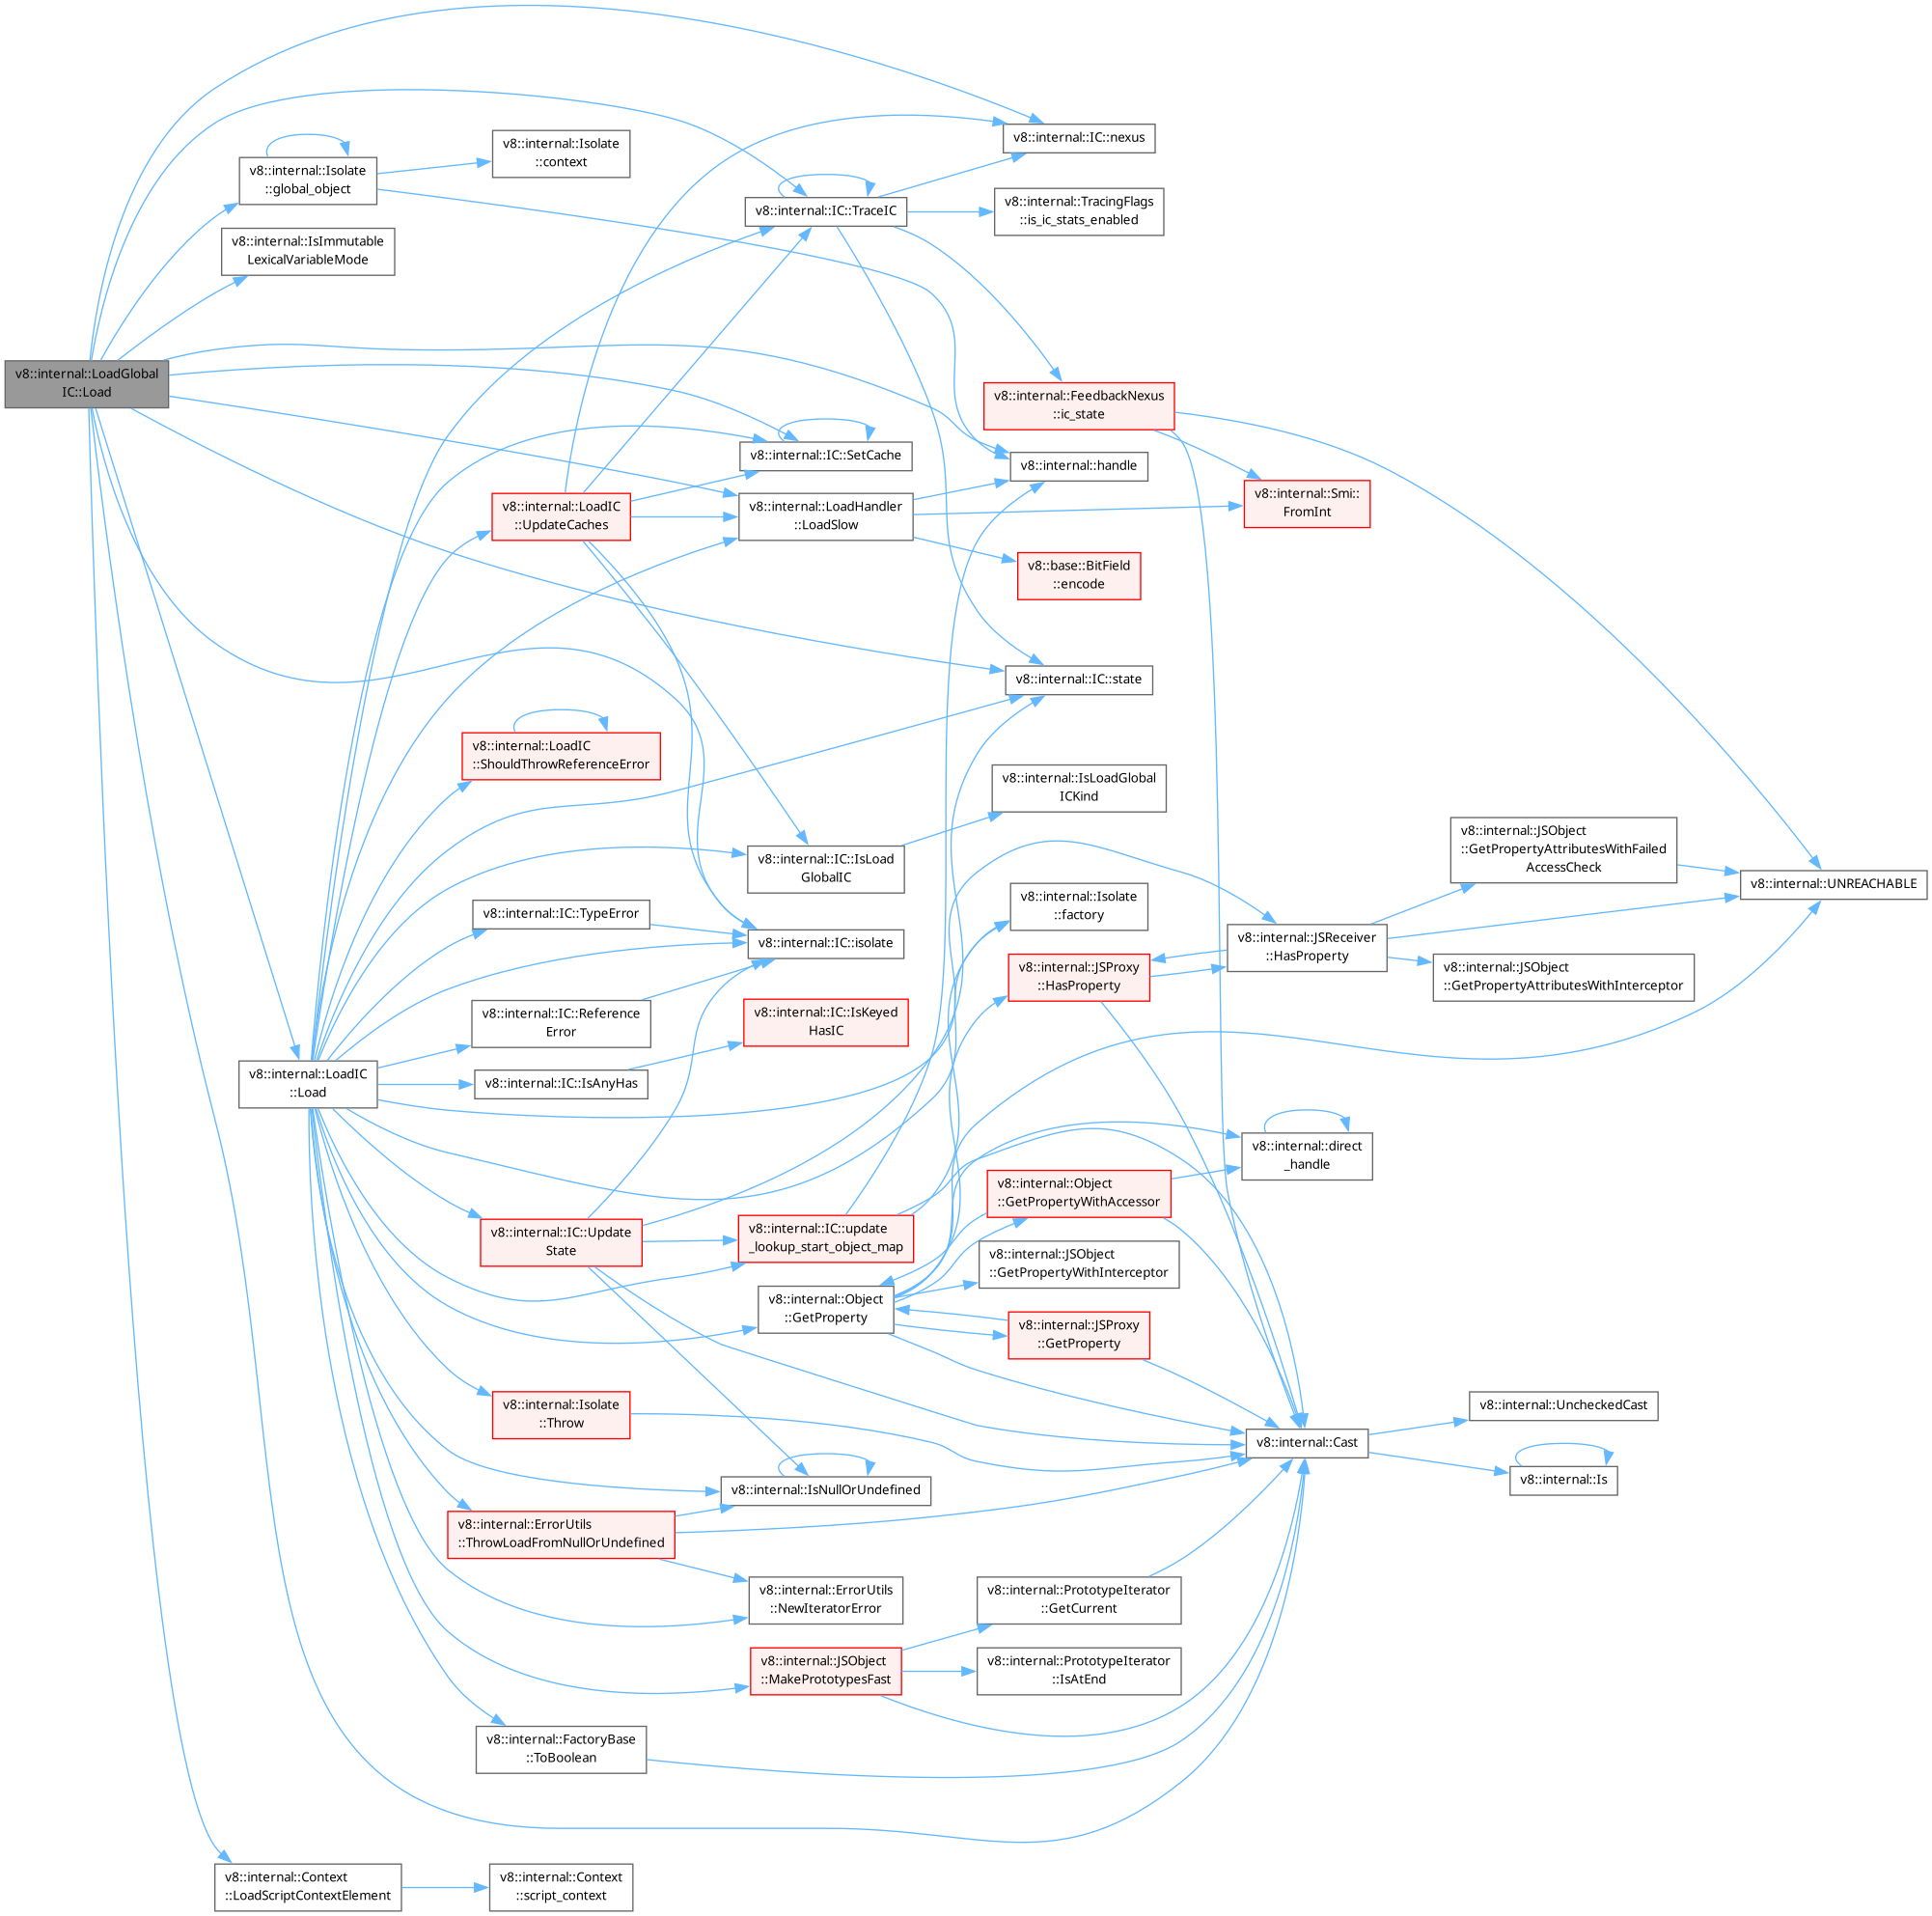 v8::internal::LoadGlobal
IC::Load
v8::internal::Isolate
::global_object
v8::internal::IsImmutable
LexicalVariableMode
v8::internal::Isolate
::context
v8::internal::IC::nexus
v8::internal::IC::TraceIC
v8::internal::TracingFlags
::is_ic_stats_enabled
v8::internal::FeedbackNexus
::ic_state
v8::internal::IC::SetCache
v8::internal::handle
v8::internal::LoadIC
::UpdateCaches
v8::internal::LoadHandler
::LoadSlow
v8::internal::Smi::
FromInt
v8::base::BitField
::encode
v8::internal::IC::state
v8::internal::LoadIC
::ShouldThrowReferenceError
v8::internal::IsLoadGlobal
ICKind
v8::internal::IC::IsLoad
GlobalIC
v8::internal::JSObject
::GetPropertyAttributesWithFailed
AccessCheck
v8::internal::UNREACHABLE
v8::internal::IC::TypeError
v8::internal::Isolate
::factory
v8::internal::IC::isolate
v8::internal::JSReceiver
::HasProperty
v8::internal::JSProxy
::HasProperty
v8::internal::JSObject
::GetPropertyAttributesWithInterceptor
v8::internal::IC::Reference
Error
v8::internal::IC::IsKeyed
HasIC
v8::internal::LoadIC
::Load
v8::internal::IC::IsAnyHas
v8::internal::direct
_handle
v8::internal::Object
::GetPropertyWithAccessor
v8::internal::IC::Update
State
v8::internal::IC::update
_lookup_start_object_map
v8::internal::JSObject
::GetPropertyWithInterceptor
v8::internal::Object
::GetProperty
v8::internal::JSProxy
::GetProperty
v8::internal::Isolate
::Throw
v8::internal::UncheckedCast
v8::internal::Cast
v8::internal::Is
v8::internal::IsNullOrUndefined
v8::internal::ErrorUtils
::ThrowLoadFromNullOrUndefined
v8::internal::ErrorUtils
::NewIteratorError
v8::internal::PrototypeIterator
::GetCurrent
v8::internal::JSObject
::MakePrototypesFast
v8::internal::PrototypeIterator
::IsAtEnd
v8::internal::FactoryBase
::ToBoolean
v8::internal::Context
::LoadScriptContextElement
v8::internal::Context
::script_context